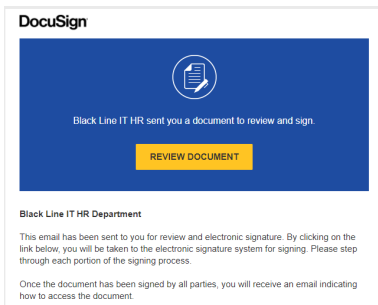 DocuSign
Black Line IT HR sent you a document to review and sign.
REVIEW DOCUMENT
Black Line IT HR Department
This email has been sent to you for review and electronic signature. By clicking on the
link below, you will be taken to the electronic signature system for signing. Please step
through each portion of the signing process.
Once the document has been signed by all parties, you will receive an email indicating
how to access the document.